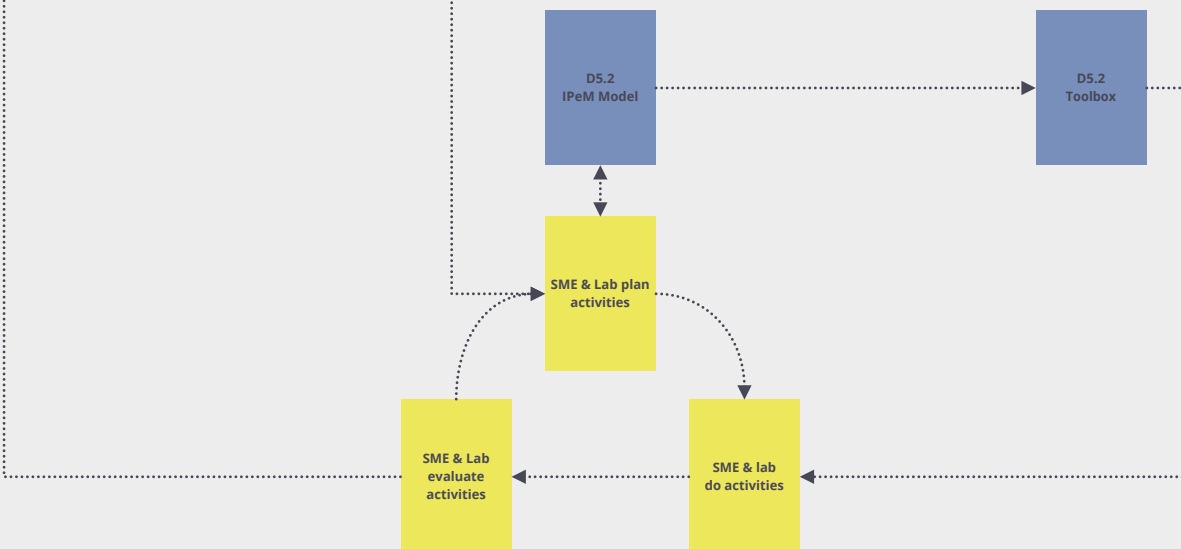 D5.2
IPeM Model
D5.2
Toolbox
SME & Lab plan
activities
SME & Lab
evaluate
activities
SME & lab
do activities